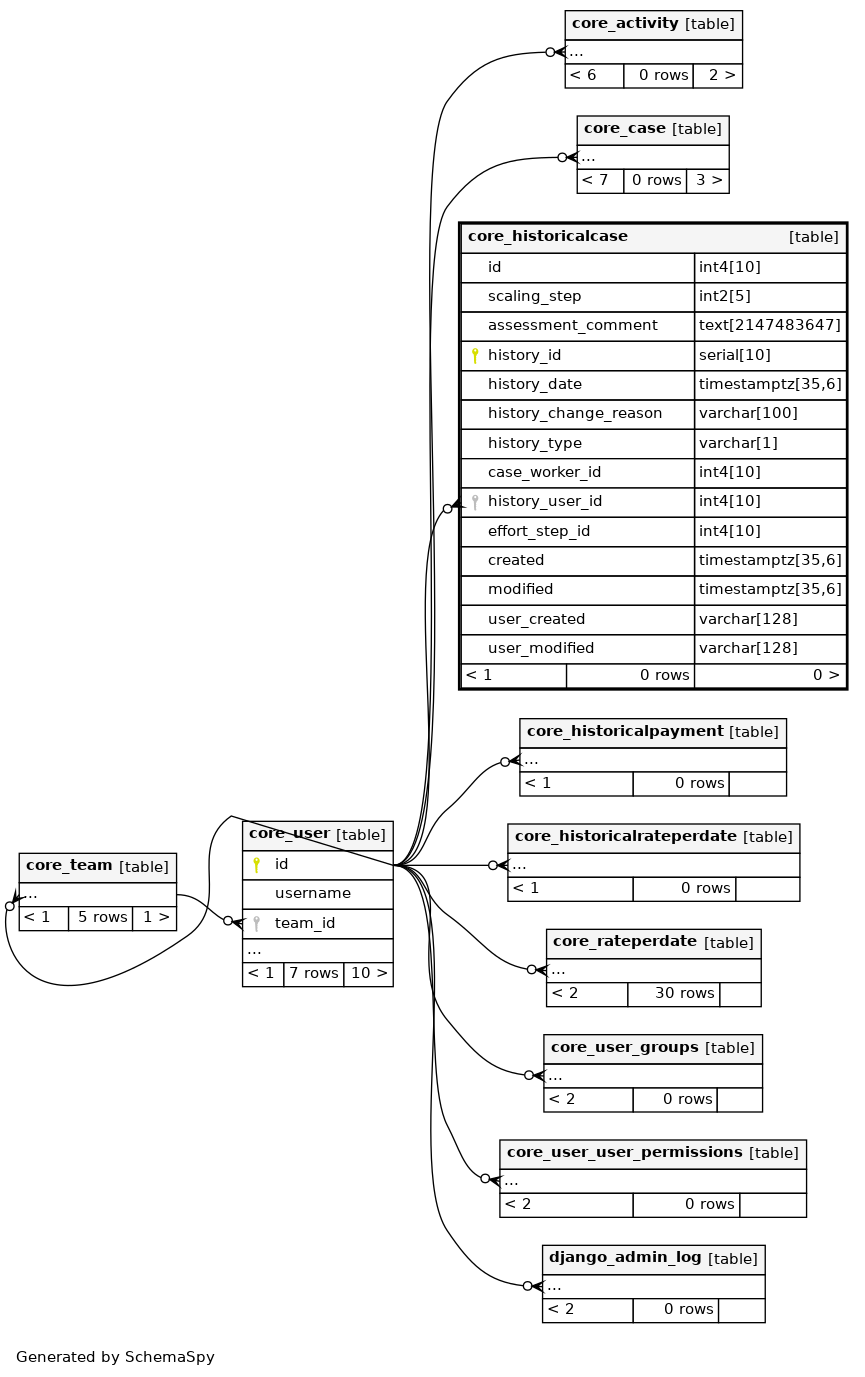 core_activity [table]
...
< 6 0 rows 2 >
core_case [table]
...
< 7 0 rows 3 >
core_historicalcase [table]
id int4[10]
scaling_step int2[5]
assessment_comment text[2147483647]
history_id serial[10]
history_date timestamptz[35,6]
history_change_reason varchar[100]
history_type varchar[1]
case_worker_id int4[10]
history_user_id int4[10]
effort_step_id int4[10]
created timestamptz[35,6]
modified timestamptz[35,6]
user_created varchar[128]
user_modified varchar[128]
< 1 0 rows 0 >
core_historicalpayment [table]
...
< 1 0 rows
core_team [table]
...
< 1 5 rows 1 >
core_user [table]
id
username
team_id
...
< 1 7 rows 10 >
core_historicalrateperdate [table]
...
< 1 0 rows
core_rateperdate [table]
...
< 2 30 rows
core_user_groups [table]
...
< 2 0 rows
core_user_user_permissions [table]
...
< 2 0 rows
django_admin_log [table]
...
< 2 0 rows
Generated by SchemaSpy